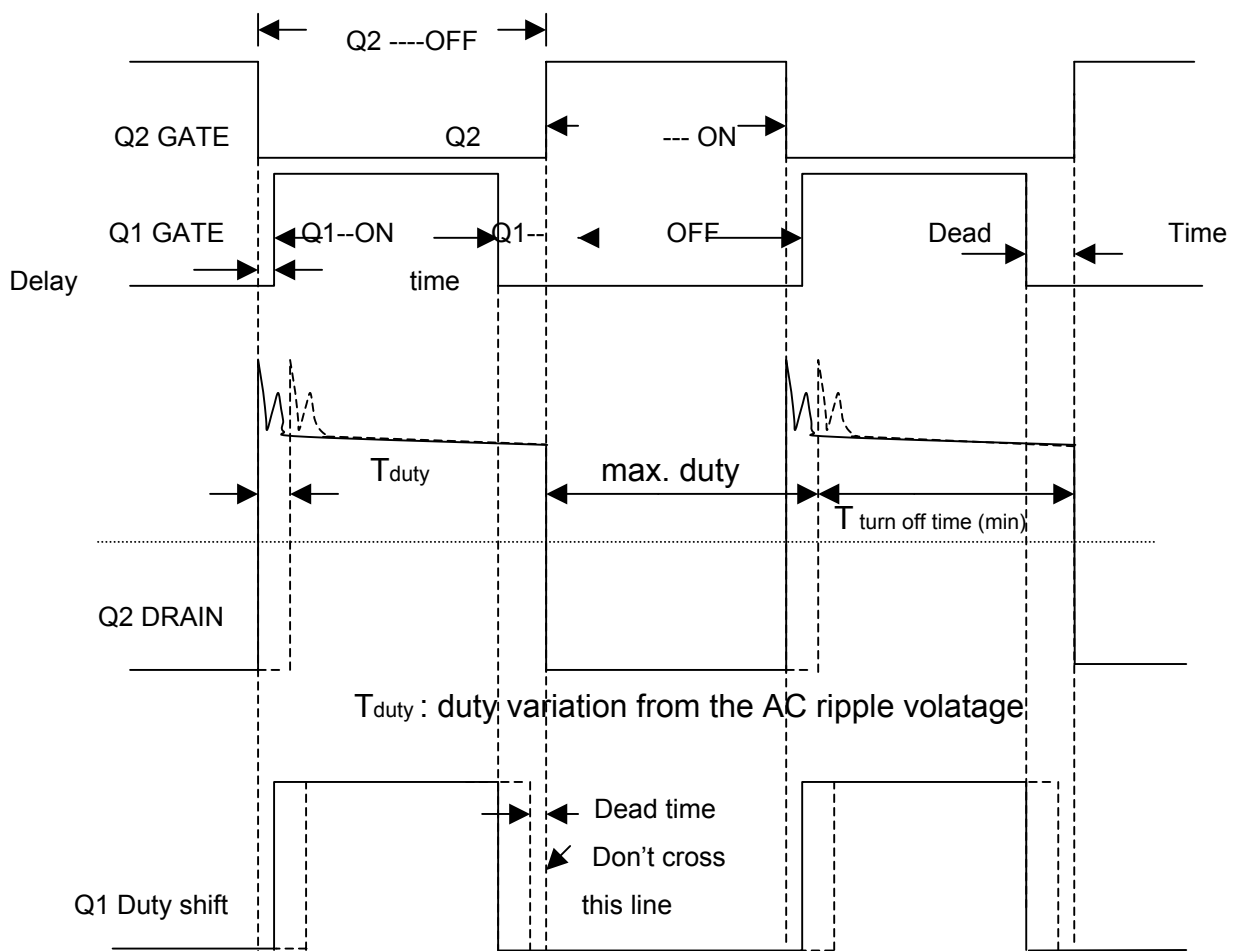 Q2 ----OFF
Q2 GATE Q2 --- ON
Q1 GATE Q1--ON Q1-- OFF Dead Time
Delay time
Tduty max. duty
T turn off time (min)
Q2 DRAIN
Tduty : duty variation from the AC ripple volatage
Dead time
Don't cross
Q1 Duty shift this line